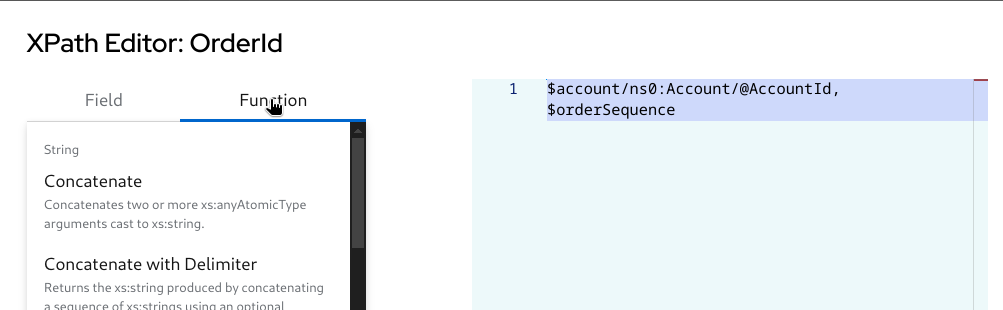 XPath Editor: OrderId
Field
Function
String
Concatenate
Concatenates two or more xs:anyAtomicType
arguments cast to xs:string.
Concatenate with Delimiter
Returns the xs:string produced by concatenating
a sequence of xs:strings using an optional
1
$account/ns0:Account/@AccountId,
$orderSequence